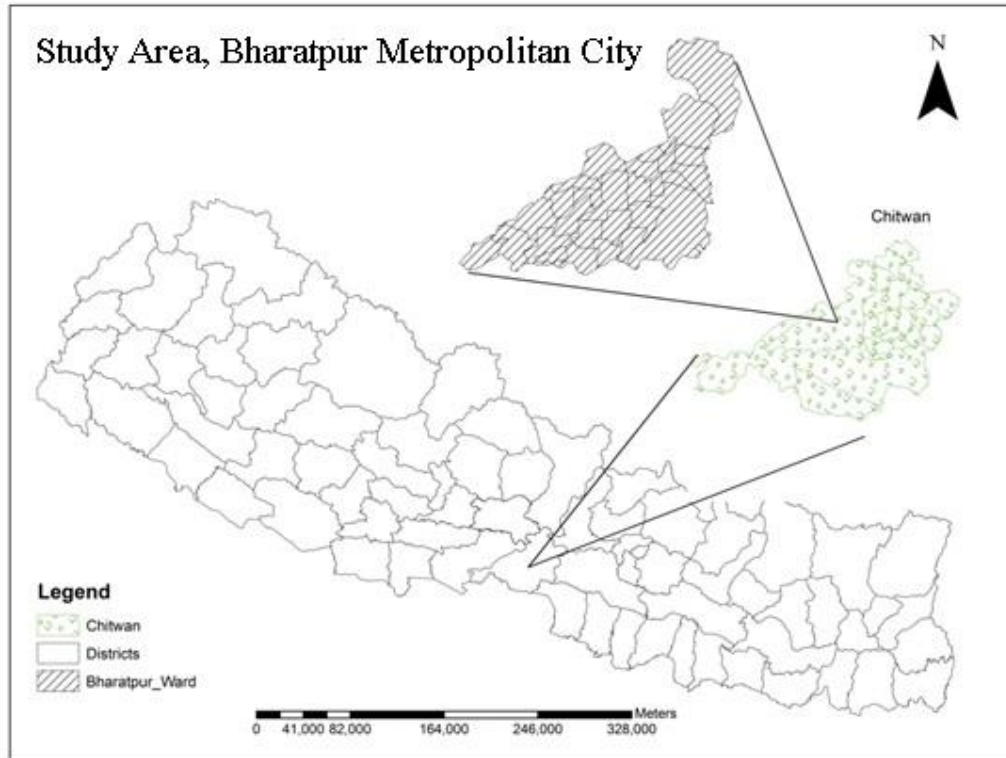 Study Area, Bharatpur Metropolitan City
N
Chitwan
Legend
Chitwan
Districts
Bharatpur_Ward
Meters
0 41,000 82,000 164,000 246,000 328,000